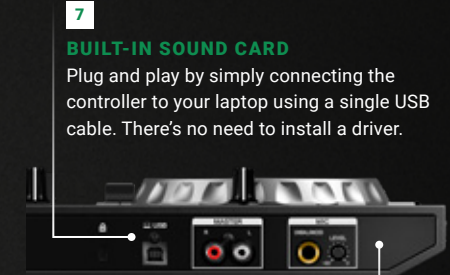 7
BUILT-IN SOUND CARD
Plug and play by simply connecting the
controller to your laptop using a single USB
cable. There's no need to install a driver.
USB
MASTER
R L
MIC
LEVEL